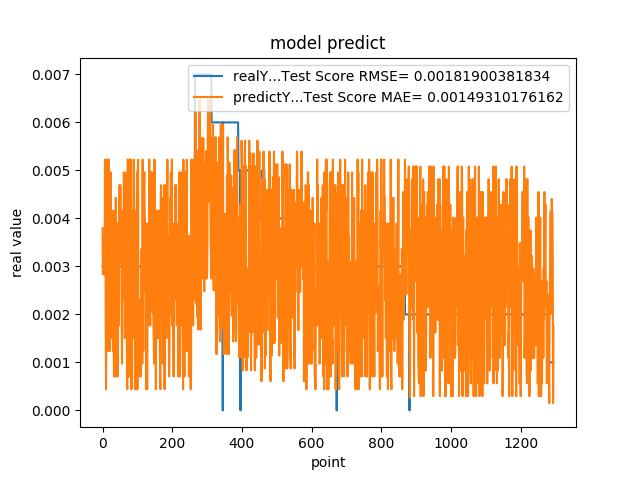 model predict
realY...Test Score RMSE= 0.00181900381834
predictY...Test Score MAE= 0.00149310176162
0.007
0.006
0.005
0.004
0.003
0.002
0.001
0.000
real value
0 200 400 600 800 1000 1200
point